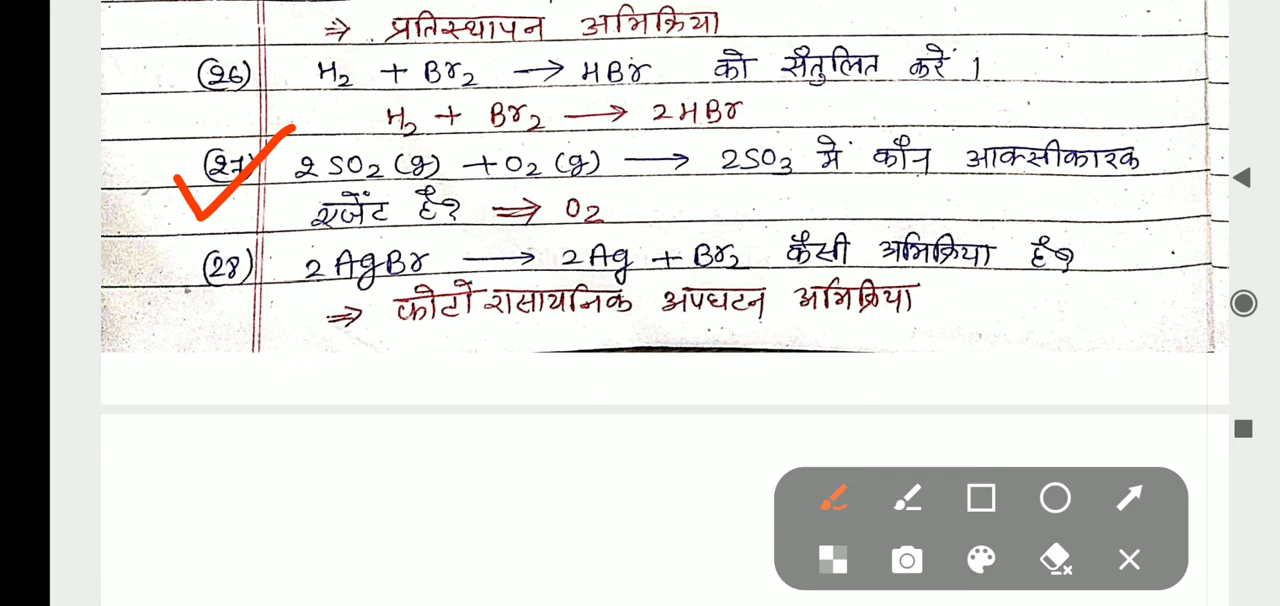 ⇒ प्रतिस्थापन अभिक्रिया
(26) H₂ + Br₂ → HBr को सँतुलित करें ।
H₂ + Br₂ → 2HBr
(27) 2SO₂(g) + O₂(g) → 2SO₃ में कौन आक्सीकारक
एजेंट है? ⇒ O₂
(28) 2AgBr → 2Ag + Br₂ कैसी अभिक्रिया है?
⇒ फोटोरासायनिक अपघटन अभिक्रिया